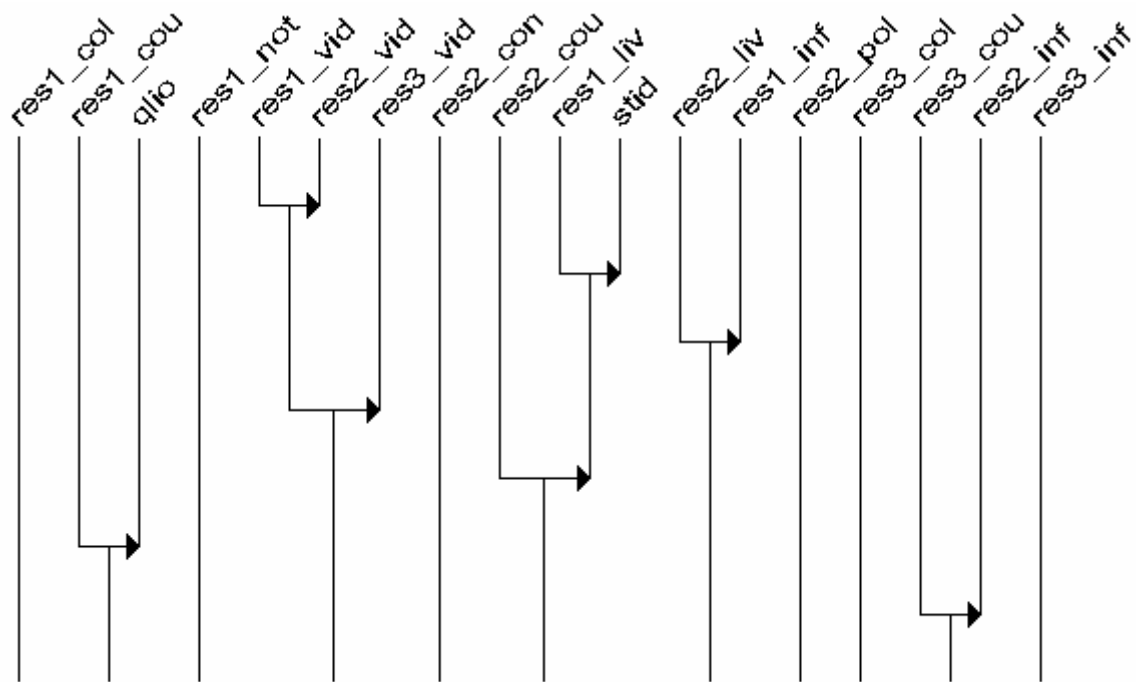 res1_col
res1_cou
qlio
res1_not
res1_vid
res2_vid
res3_vid
res2_con
res2_cou
res1_liv
stid
res2_liv
res1_inf
res2_pol
res3_col
res3_cou
res2_inf
res3_inf